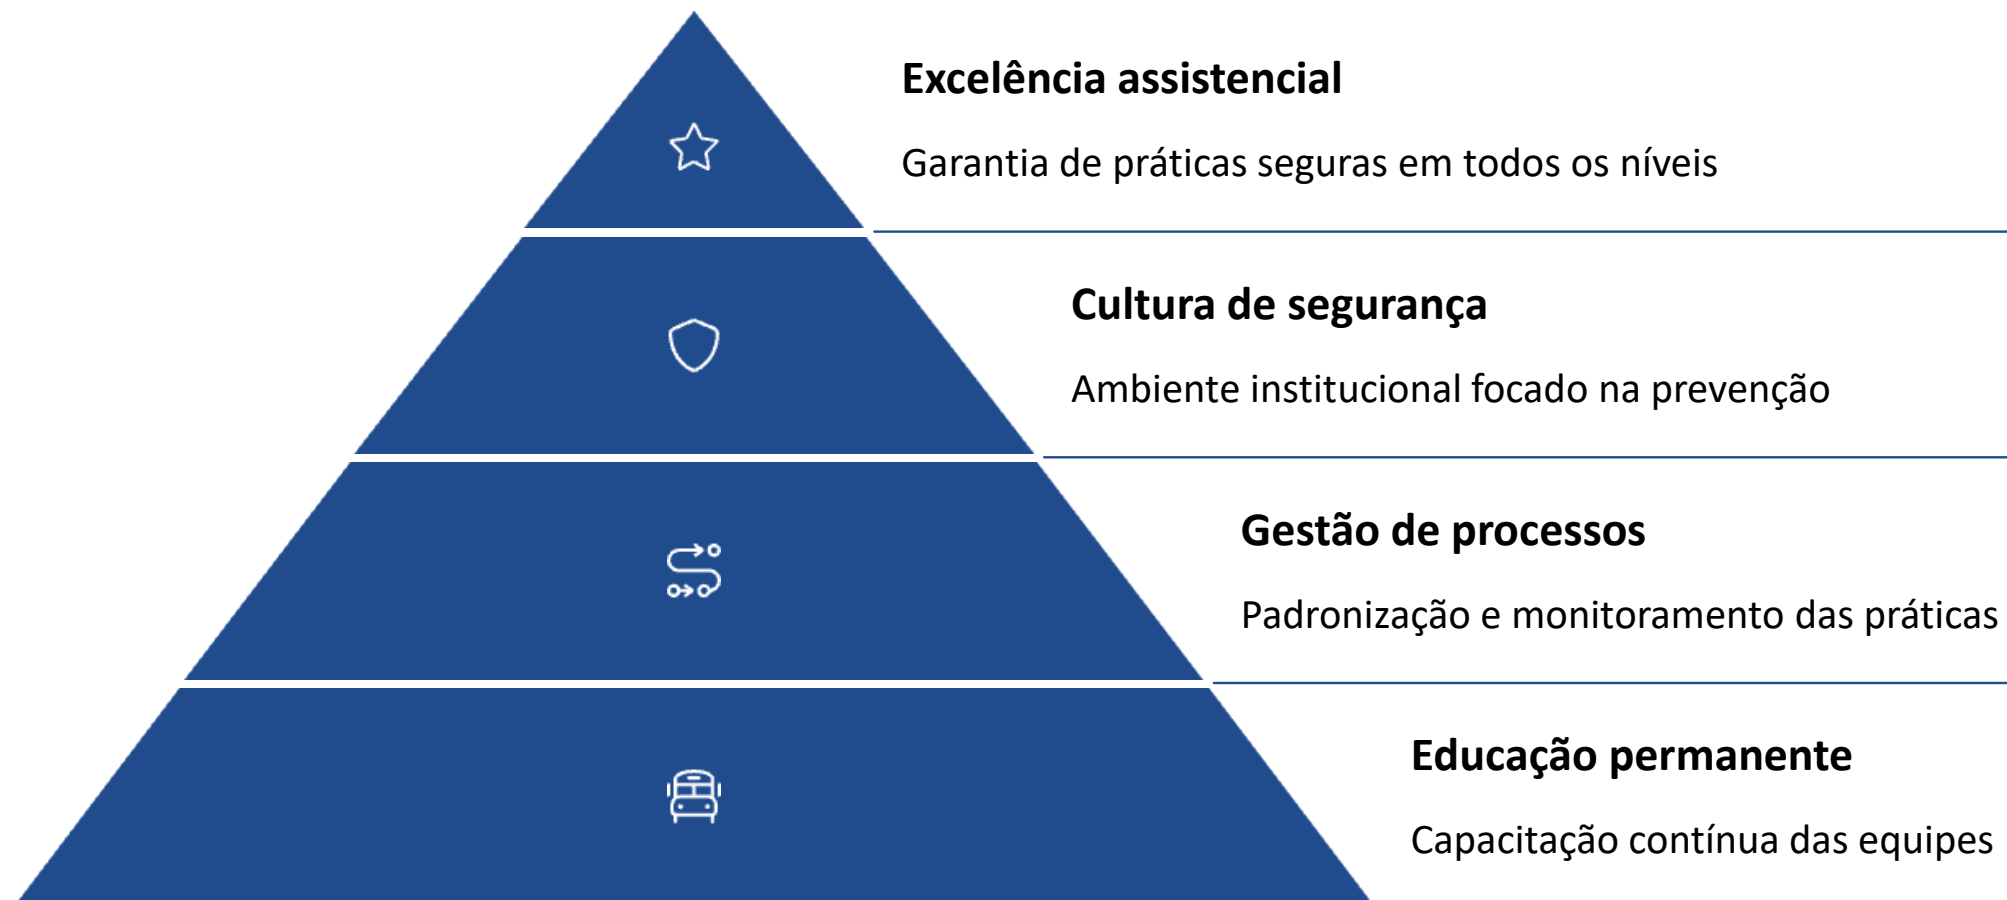 Excelência assistencial
Garantia de práticas seguras em todos os níveis
Cultura de segurança
Ambiente institucional focado na prevenção
Gestão de processos
Padronização e monitoramento das práticas
Educação permanente
Capacitação contínua das equipes